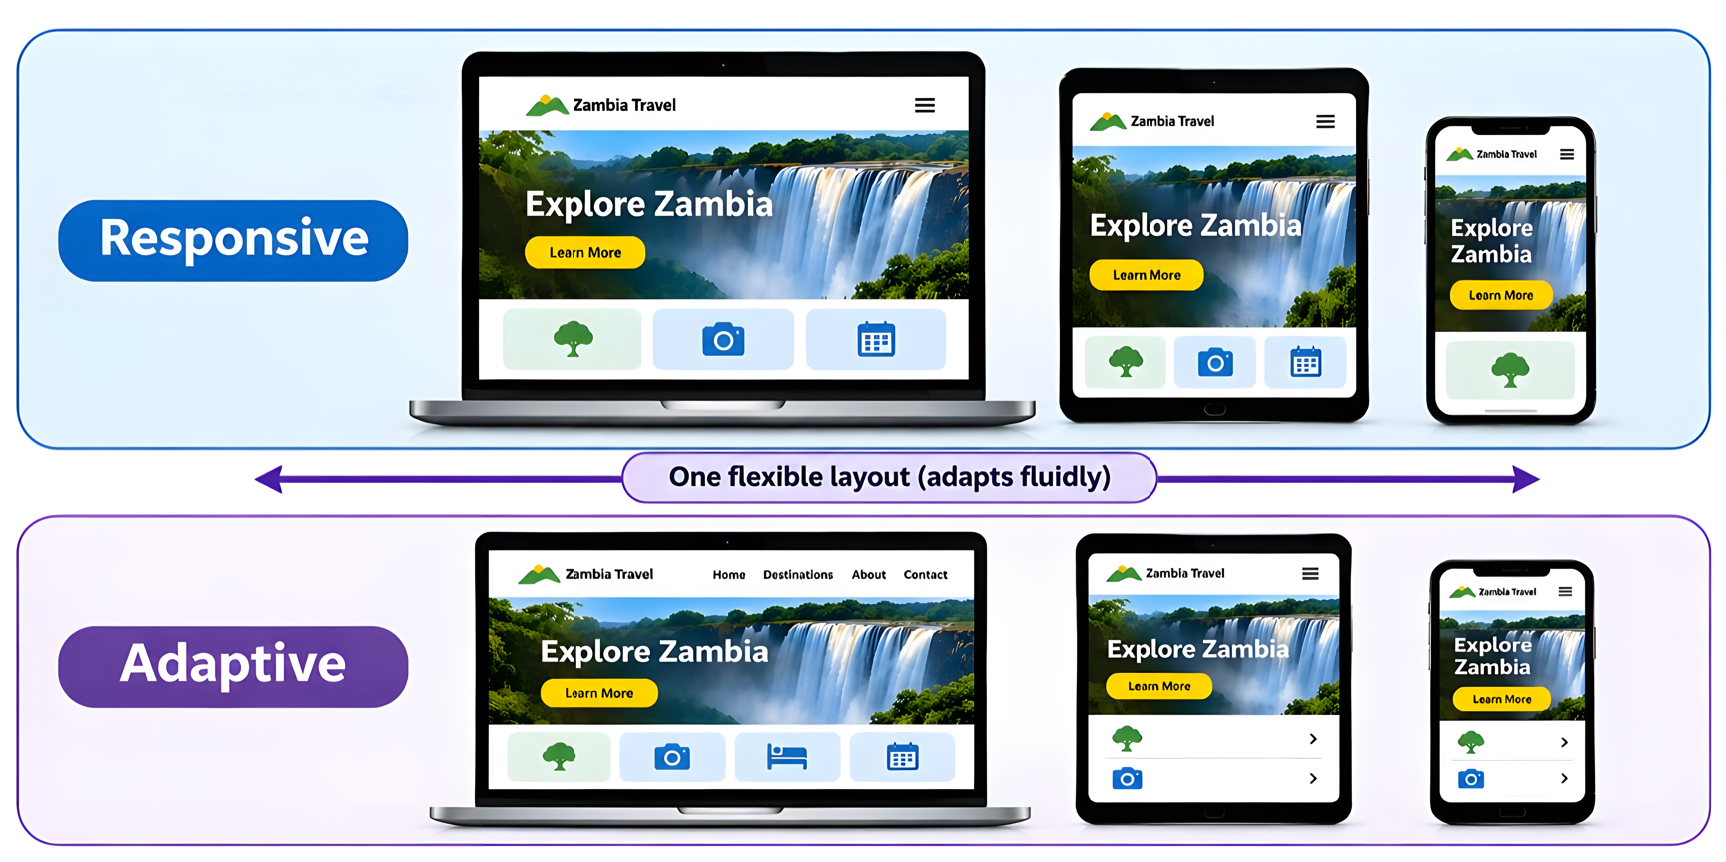 Responsive
Zambia Travel
Explore Zambia
Learn More
Zambia Travel
Explore Zambia
Learn More
Zambia Travel
Explore
Zambia
Learn More
One flexible layout (adapts fluidly)
Adaptive
Zambia Travel Home Destinations About Contact
Explore Zambia
Learn More
Zambia Travel
Explore Zambia
Learn More
Zambia Travel
Explore
Zambia
Learn More